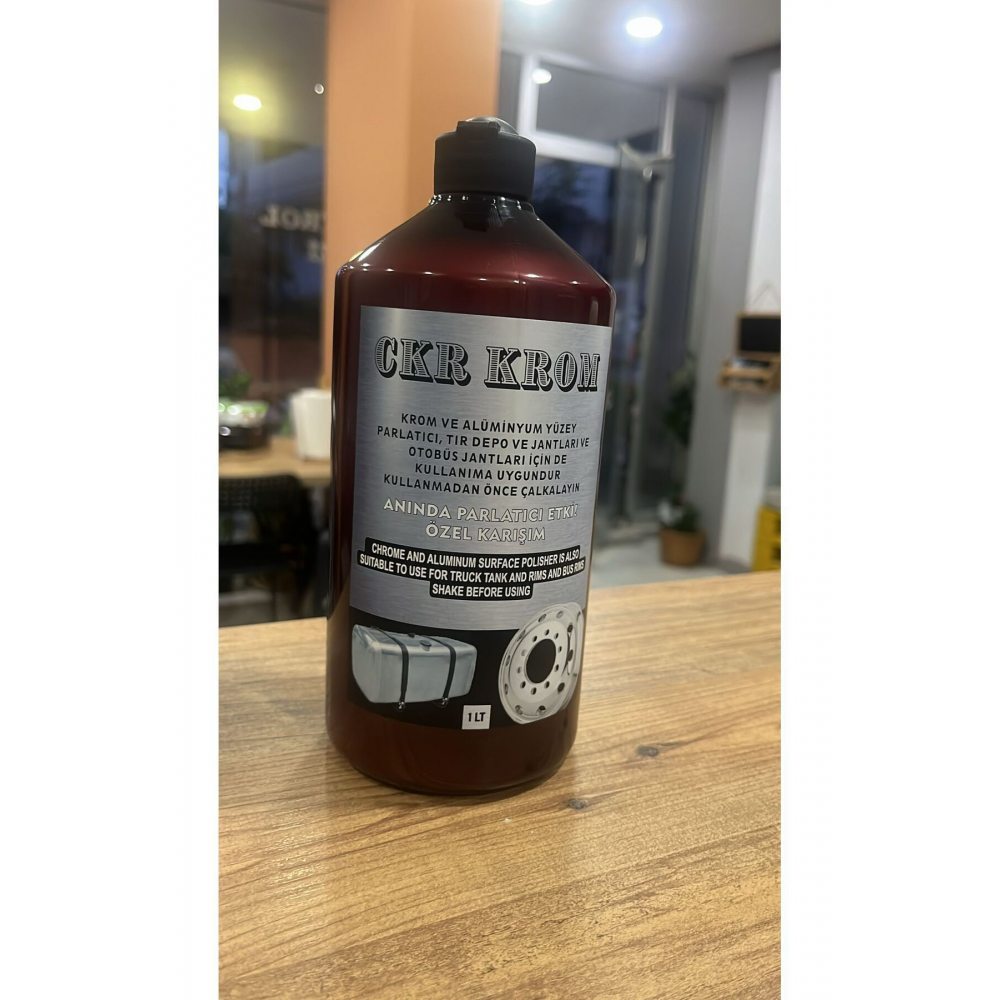 CKR KROM
KROM VE ALÜMİNYUM YÜZEY
PARLATICI, TIR DEPO VE JANTLARI VE
OTOBÜS JANTLARI İÇİN DE
KULLANIMA UYGUNDUR
KULLANMADAN ÖNCE ÇALKALAYIN
ANINDA PARLATICI ETKİ!
ÖZEL KARIŞIM
CHROME AND ALUMINUM SURFACE POLISHER IS ALSO
SUITABLE TO USE FOR TRUCK TANK AND RIMS AND BUS RIMS
SHAKE BEFORE USING
1 LT